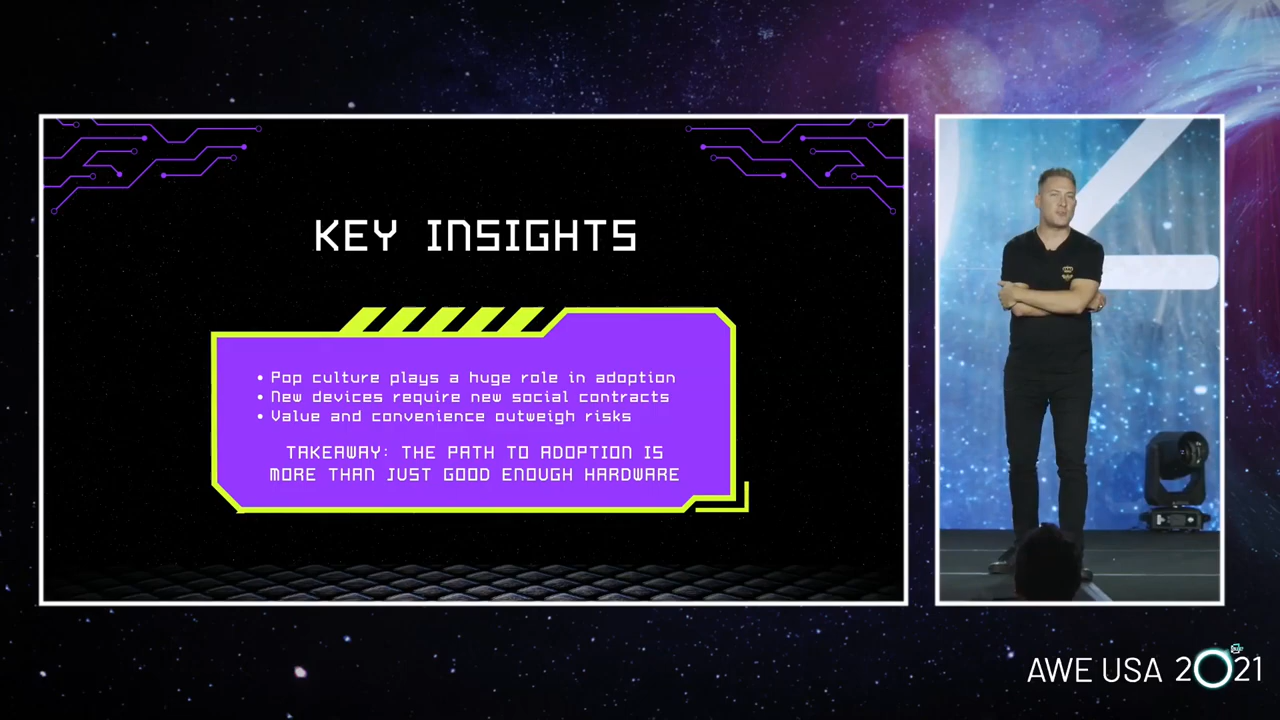 KEY INSIGHTS
• Pop culture plays a huge role in adoption
• New devices require new social contracts
• Value and convenience outweigh risks
TAKEAWAY: THE PATH TO ADOPTION IS
MORE THAN JUST GOOD ENOUGH HARDWARE
AWE USA 2021